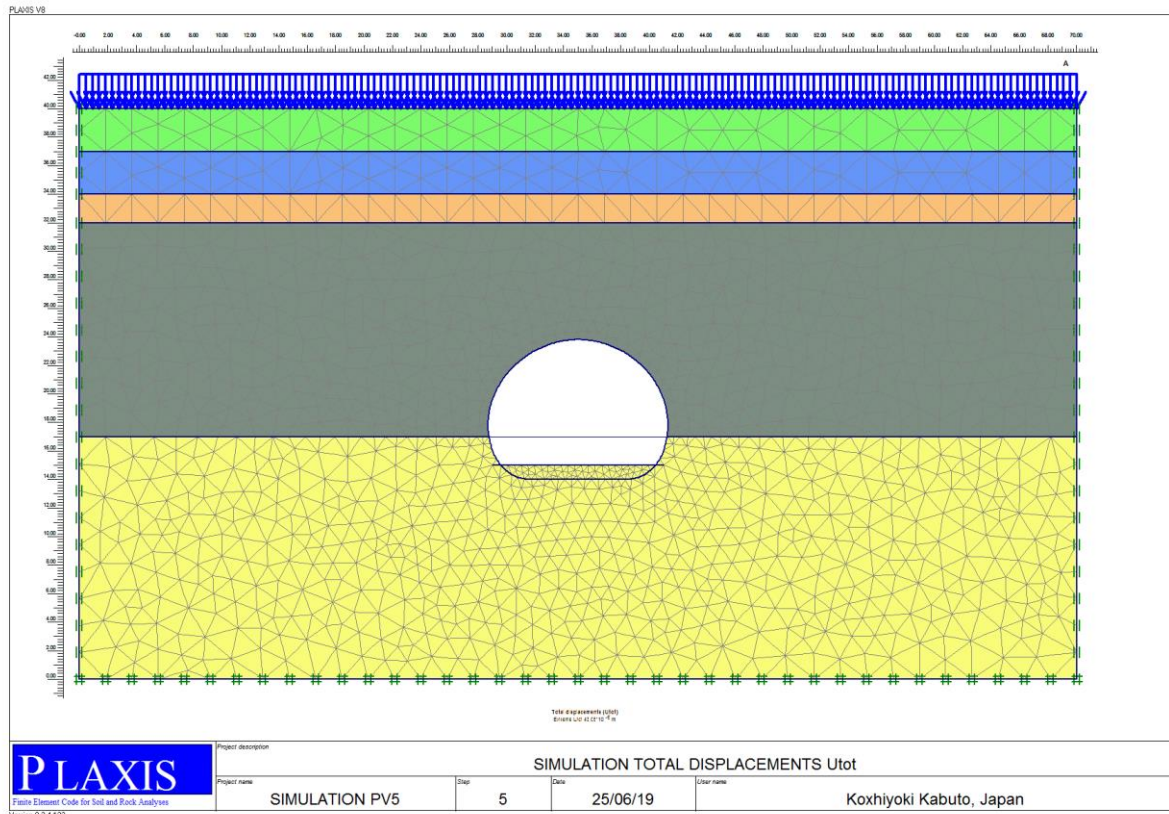 PLAXIS V8
-0.00 2.00 4.00 6.00 8.00 10.00 12.00 14.00 16.00 18.00 20.00 22.00 24.00 26.00 28.00 30.00 32.00 34.00 36.00 38.00 40.00 42.00 44.00 46.00 48.00 50.00 52.00 54.00 56.00 58.00 60.00 62.00 64.00 66.00 68.00 70.00
A
42.00
40.00
38.00
36.00
34.00
32.00
30.00
28.00
26.00
24.00
22.00
20.00
18.00
16.00
14.00
12.00
10.00
8.00
6.00
4.00
2.00
0.00
Total displacements (Utot)
Project description
SIMULATION TOTAL DISPLACEMENTS Utot
PLAXIS
Finite Element Code for Soil and Rock Analyses
Project name
Step
Date
User name
SIMULATION PV5
5
25/06/19
Koxhiyoki Kabuto, Japan